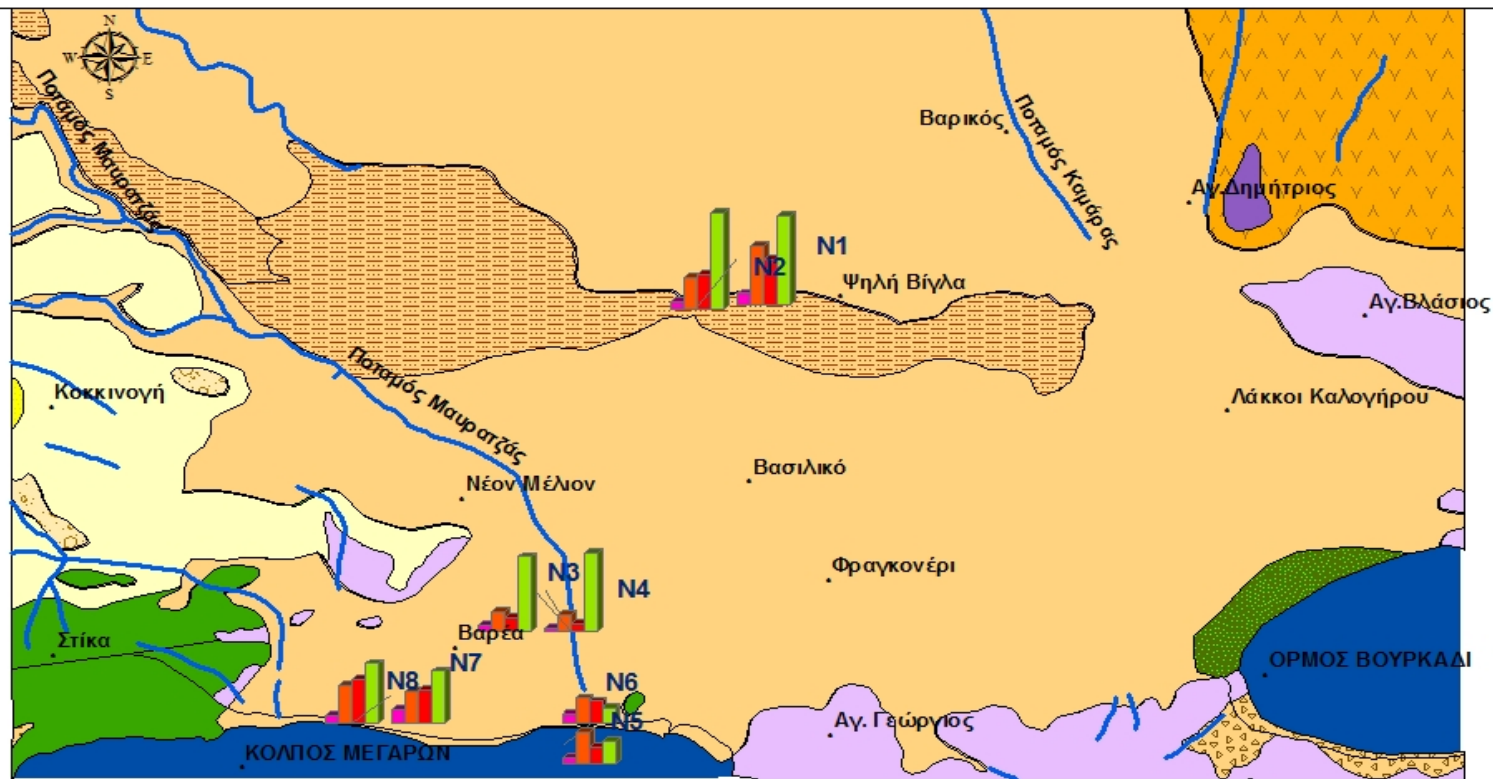 N
W E
S
Ποταμός Μαυρατζάς
Βαρικός
Ποταμός Καμάρας
Αγ.Δημήτριος
N1
N2
Ψηλή Βίγλα
Αγ.Βλάσιος
Ποταμός Μαυρατζάς
Κοκκινογή
Λάκκοι Καλογήρου
Βασιλικό
Νέον Μέλιον
Φραγκονέρι
N3
N4
Στίκα
Βαρέα
ΟΡΜΟΣ ΒΟΥΡΚΑΔΙ
N7
N8
N6
N5
Αγ. Γεώργιος
ΚΟΛΠΟΣ ΜΕΓΑΡΩΝ